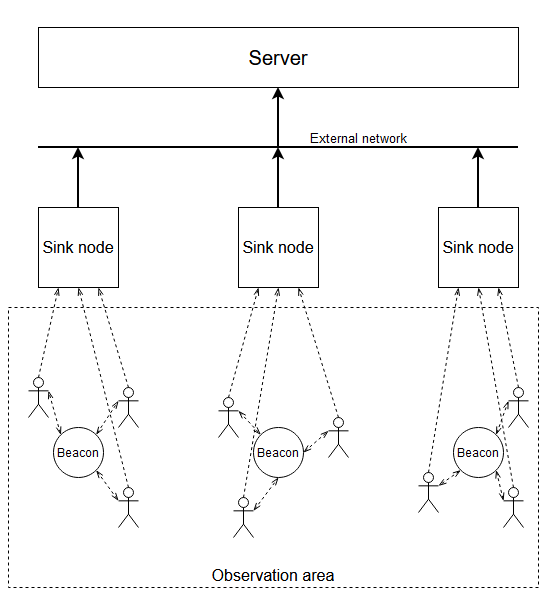 Server
External network
Sink node
Sink node
Sink node
Beacon
Beacon
Beacon
Observation area